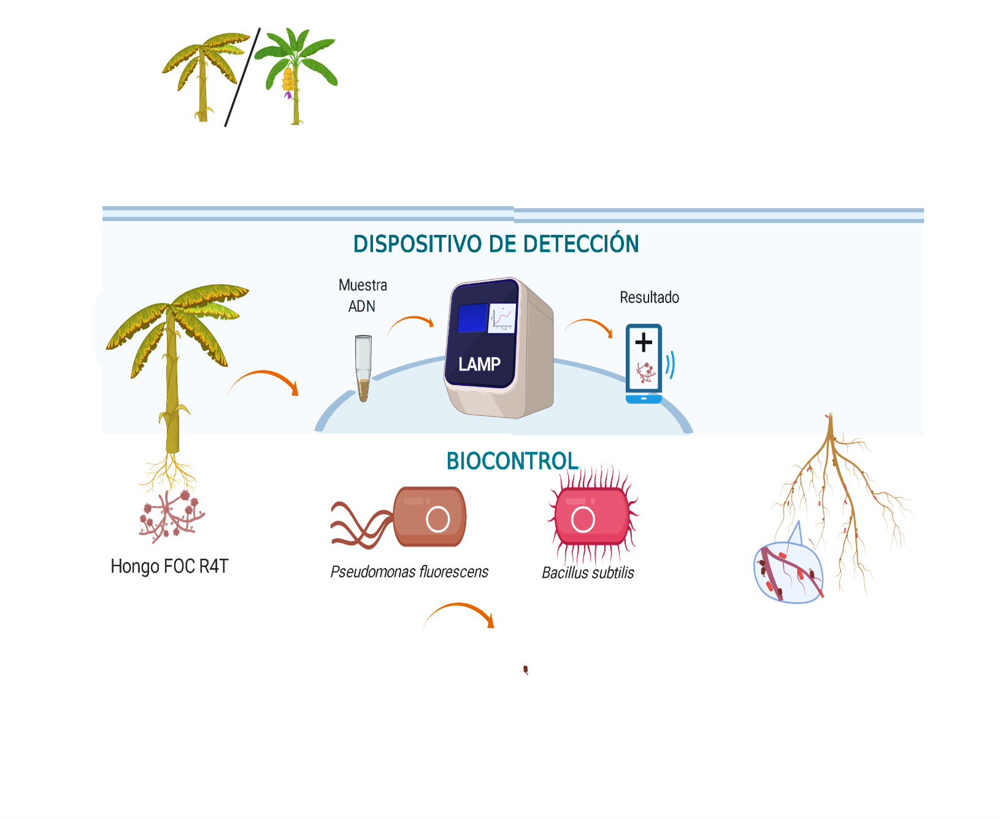 DISPOSITIVO DE DETECCIÓN
Muestra
ADN
Resultado
LAMP
BIOCONTROL
Hongo FOC R4T
Pseudomonas fluorescens
Bacillus subtilis